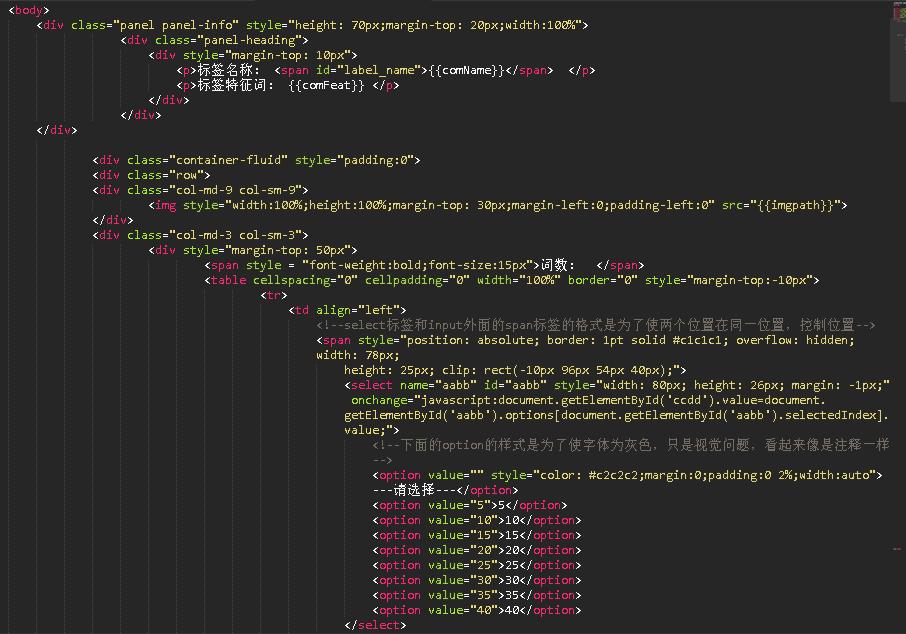 <body>
<div class="panel panel-info" style="height: 70px;margin-top: 20px;width:100%">
<div class="panel-heading">
<div style="margin-top: 10px">
<p>标签名称： <span id="label_name">{{comName}}</span>  </p>
<p>标签特征词： {{comFeat}} </p>
</div>
</div>
</div>
<div class="container-fluid" style="padding:0">
<div class="row">
<div class="col-md-9 col-sm-9">
<img style="width:100%;height:100%;margin-top: 30px;margin-left:0;padding-left:0" src="{{imgpath}}">
</div>
<div class="col-md-3 col-sm-3">
<div style="margin-top: 50px">
<span style = "font-weight:bold;font-size:15px">词数：  </span>
<table cellspacing="0" cellpadding="0" width="100%" border="0" style="margin-top:-10px">
<tr>
<td align="left">
<!--select标签和input外面的span标签的格式是为了使两个位置在同一位置，控制位置-->
<span style="position: absolute; border: 1pt solid #c1c1c1; overflow: hidden;
width: 78px;
height: 25px; clip: rect(-10px 96px 54px 40px);">
<select name="aabb" id="aabb" style="width: 80px; height: 26px; margin: -1px;"
onchange="javascript:document.getElementById('ccdd').value=document.
getElementById('aabb').options[document.getElementById('aabb').selectedIndex].
value;">
<!--下面的option的样式是为了使字体为灰色，只是视觉问题，看起来像是注释一样
-->
<option value="" style="color: #c2c2c2;margin:0;padding:0 2%;width:auto">
---请选择---</option>
<option value="5">5</option>
<option value="10">10</option>
<option value="15">15</option>
<option value="20">20</option>
<option value="25">25</option>
<option value="30">30</option>
<option value="35">35</option>
<option value="40">40</option>
</select>